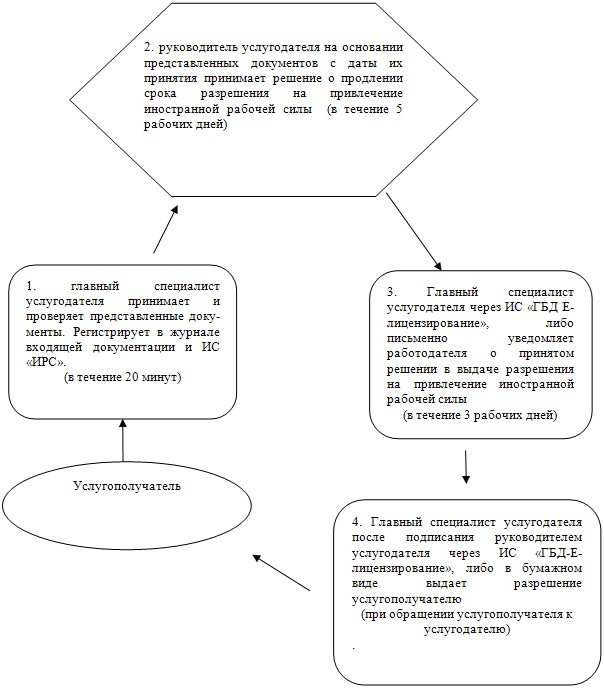 2. руководитель услугодателя на основании
представленных документов с даты их
принятия принимает решение о продлении
срока разрешения на привлечение
иностранной рабочей силы (в течение 5
рабочих дней)
1. главный специалист
услугодателя принимает и
проверяет представленные доку-
менты. Регистрирует в журнале
входящей документации и ИС
«ИРС».
(в течение 20 минут)
3. Главный специалист
услугодателя через ИС «ГБД Е-
лицензирование», либо
письменно уведомляет
работодателя о принятом
решении в выдаче разрешения
на привлечение иностранной
рабочей силы
(в течение 3 рабочих дней)
Услугополучатель
4. Главный специалист услугодателя
после подписания руководителем
услугодателя через ИС «ГБД-Е-
лицензирование», либо в бумажном
виде выдает разрешение
услугополучателю
(при обращении услугополучателя к
услугодателю)
.